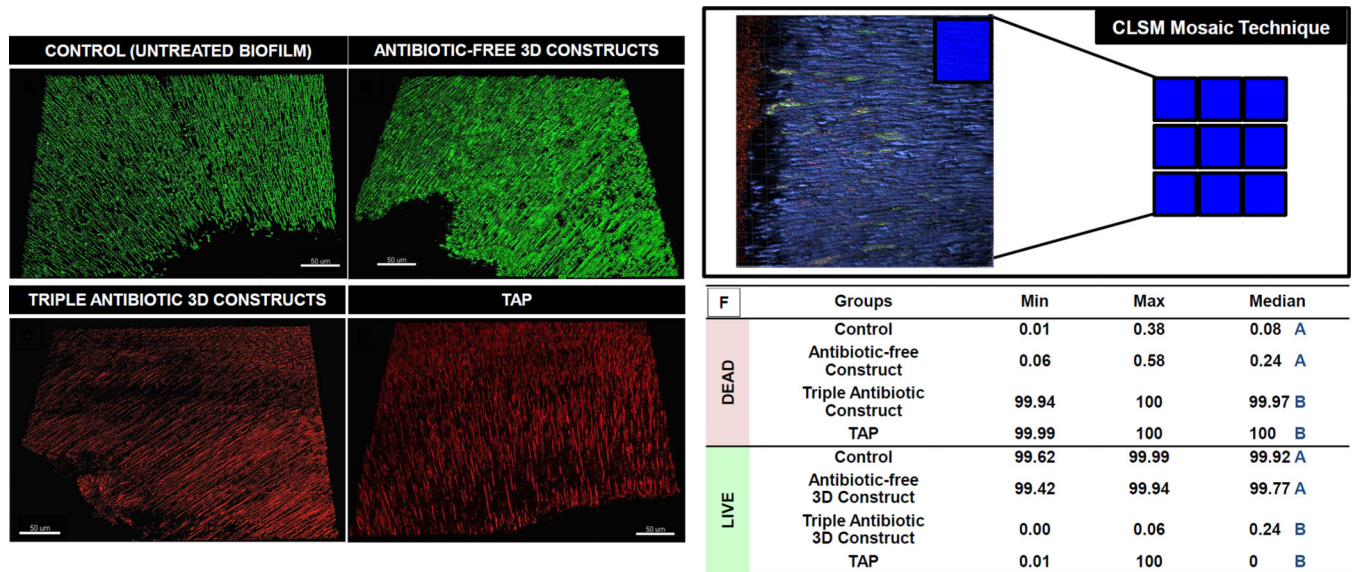 CONTROL (UNTREATED BIOFILM)
ANTIBIOTIC-FREE 3D CONSTRUCTS
A
B
50 um
50 um
TRIPLE ANTIBIOTIC 3D CONSTRUCTS
TAP
C
D
50 um
50 um
CLSM Mosaic Technique
F
Groups Min Max Median
DEAD
Control 0.01 0.38 0.08 A
Antibiotic-free
Construct 0.06 0.58 0.24 A
Triple Antibiotic
Construct 99.94 100 99.97 B
TAP 99.99 100 100 B
LIVE
Control 99.62 99.99 99.92 A
Antibiotic-free
3D Construct 99.42 99.94 99.77 A
Triple Antibiotic
3D Construct 0.00 0.06 0.24 B
TAP 0.01 100 0 B